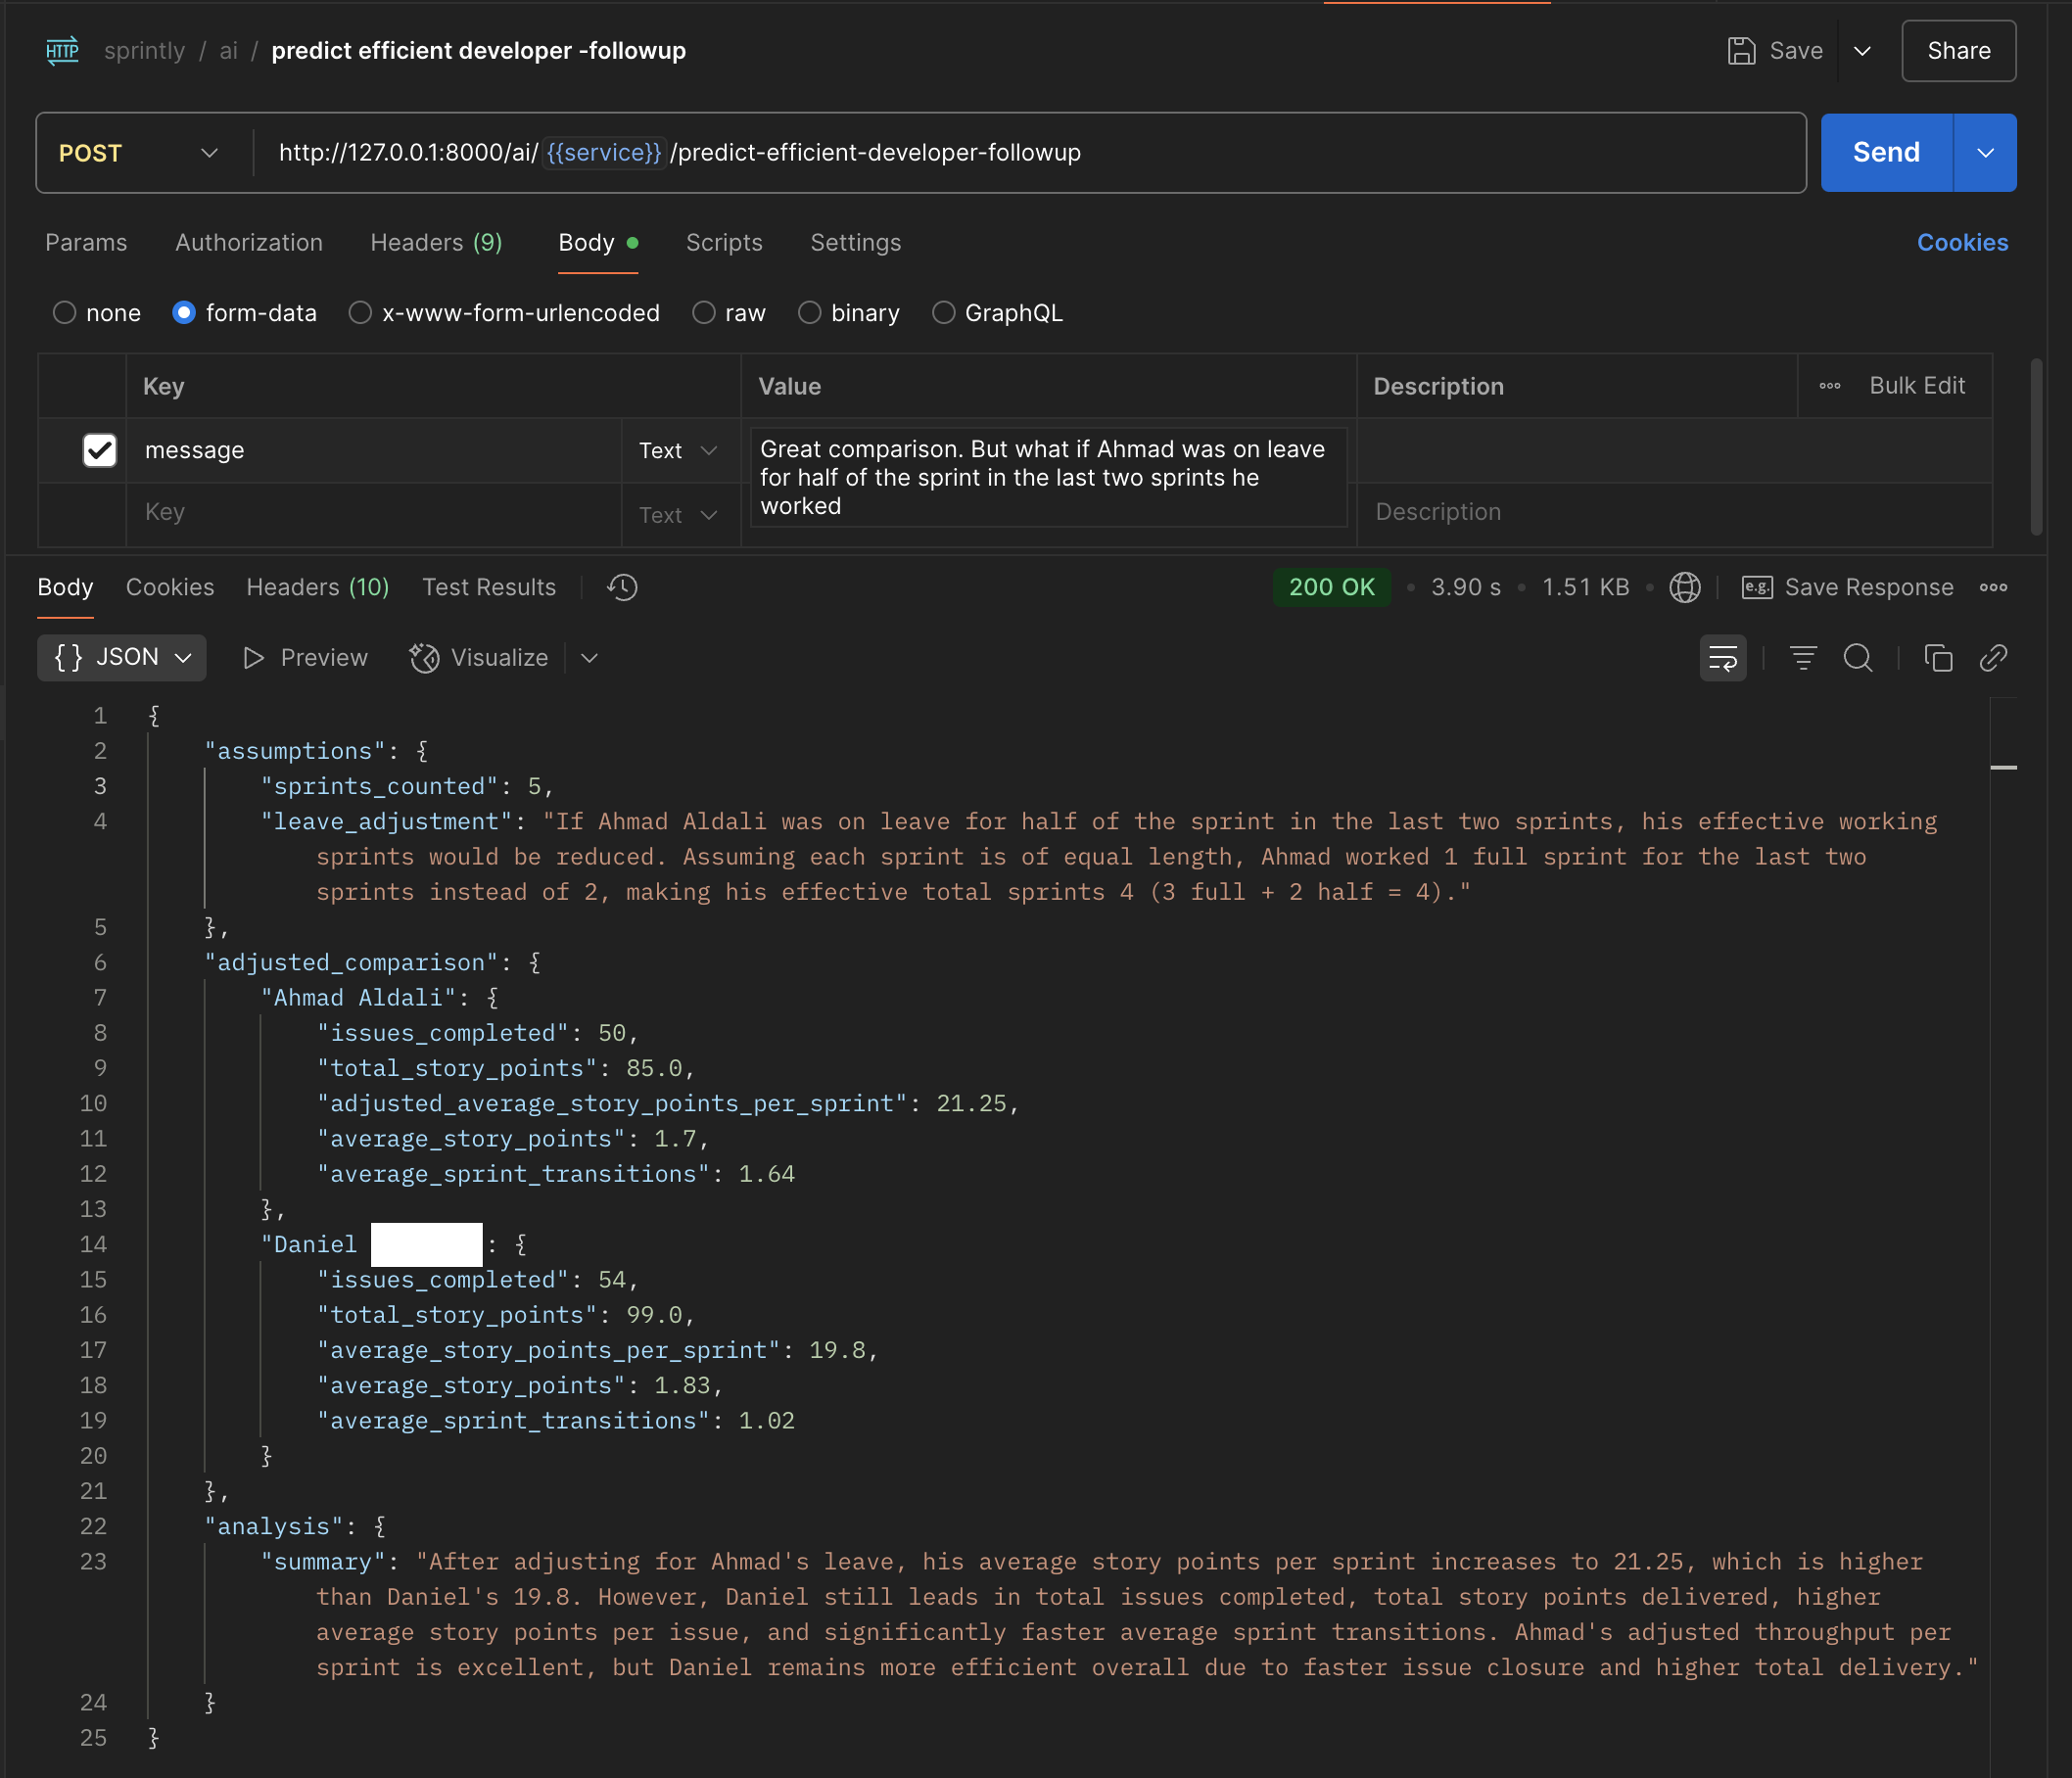 HTTP sprintly / ai / predict efficient developer -followup Save Share
POST http://127.0.0.1:8000/ai/ {{service}} /predict-efficient-developer-followup Send
Params Authorization Headers (9) Body Scripts Settings Cookies
none form-data x-www-form-urlencoded raw binary GraphQL
Key Value Description Bulk Edit
message Text Great comparison. But what if Ahmad was on leave
for half of the sprint in the last two sprints he
worked
Key Text Description
Body Cookies Headers (10) Test Results 200 OK • 3.90 s • 1.51 KB • e.g. Save Response
{} JSON Preview Visualize
1 {
2 "assumptions": {
3 "sprints_counted": 5,
4 "leave_adjustment": "If Ahmad Aldali was on leave for half of the sprint in the last two sprints, his effective working
sprints would be reduced. Assuming each sprint is of equal length, Ahmad worked 1 full sprint for the last two
sprints instead of 2, making his effective total sprints 4 (3 full + 2 half = 4)."
5 },
6 "adjusted_comparison": {
7 "Ahmad Aldali": {
8 "issues_completed": 50,
9 "total_story_points": 85.0,
10 "adjusted_average_story_points_per_sprint": 21.25,
11 "average_story_points": 1.7,
12 "average_sprint_transitions": 1.64
13 },
14 "Daniel : {
15 "issues_completed": 54,
16 "total_story_points": 99.0,
17 "average_story_points_per_sprint": 19.8,
18 "average_story_points": 1.83,
19 "average_sprint_transitions": 1.02
20 }
21 },
22 "analysis": {
23 "summary": "After adjusting for Ahmad's leave, his average story points per sprint increases to 21.25, which is higher
than Daniel's 19.8. However, Daniel still leads in total issues completed, total story points delivered, higher
average story points per issue, and significantly faster average sprint transitions. Ahmad's adjusted throughput per
sprint is excellent, but Daniel remains more efficient overall due to faster issue closure and higher total delivery."
24 }
25 }